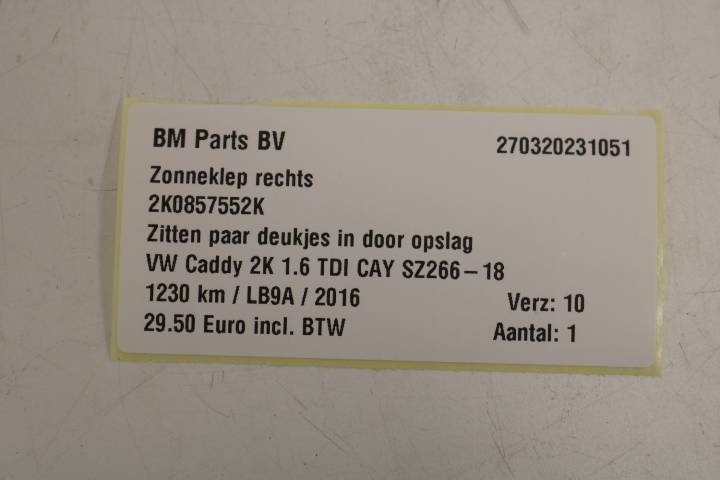 BM Parts BV 270320231051
Zonneklep rechts
2K0857552K
Zitten paar deukjes in door opslag
VW Caddy 2K 1.6 TDI CAY SZ266-18
1230 km / LB9A / 2016 Verz: 10
29.50 Euro incl. BTW Aantal: 1